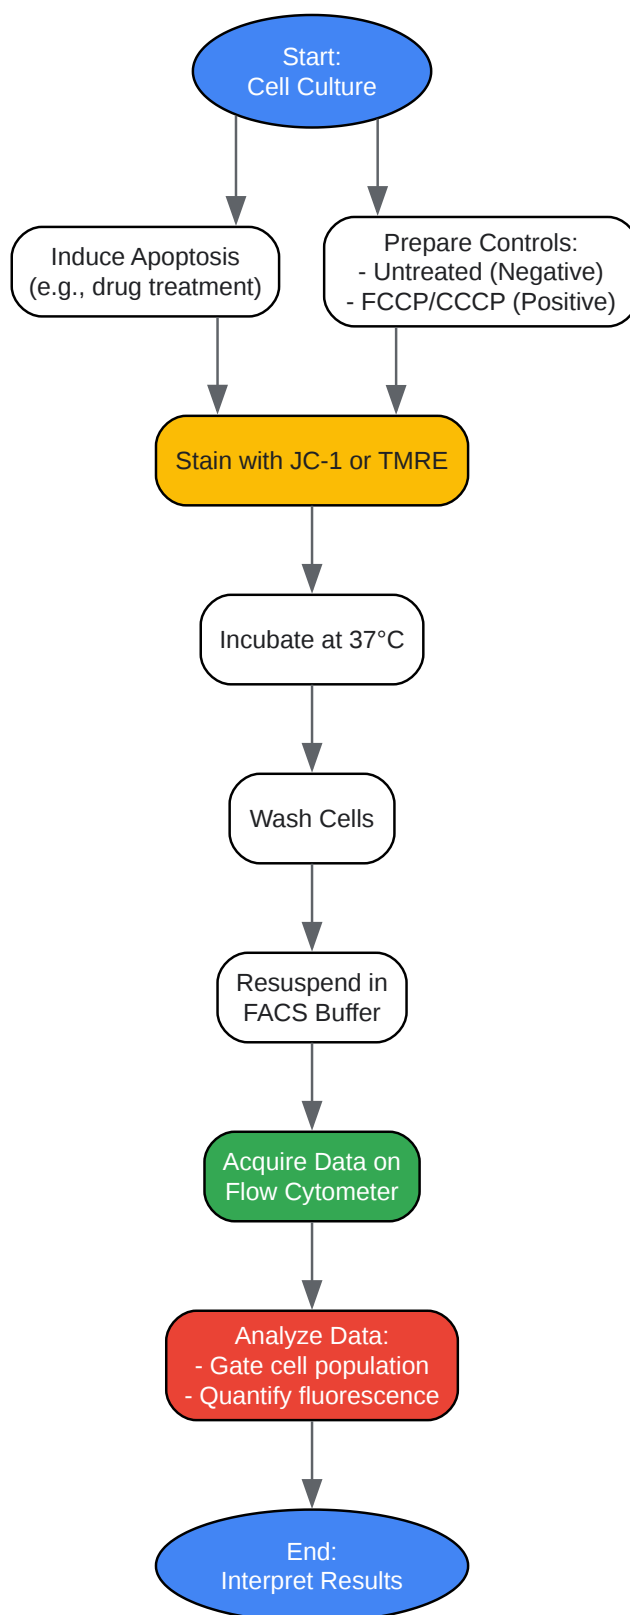 Start:
Cell Culture
Induce Apoptosis
(e.g., drug treatment)
Prepare Controls:
- Untreated (Negative)
- FCCP/CCCP (Positive)
Stain with JC-1 or TMRE
Incubate at 37°C
Wash Cells
Resuspend in
FACS Buffer
Acquire Data on
Flow Cytometer
Analyze Data:
- Gate cell population
- Quantify fluorescence
End:
Interpret Results